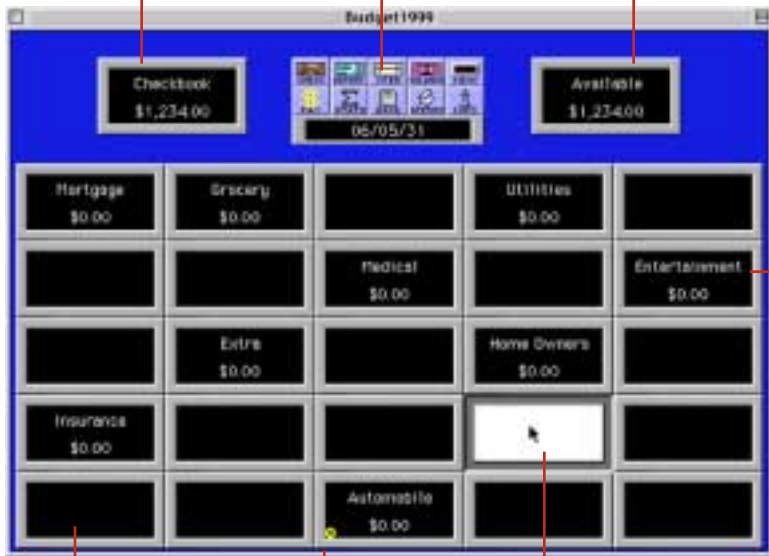 Budget1999
Checkbook
$1,234.00
06/05/31
Available
$1,234.00
Mortgage
$0.00
Grocery
$0.00
Utilities
$0.00
Medical
$0.00
Entertainment
$0.00
Extra
$0.00
Home Owners
$0.00
Insurance
$0.00
Automobile
$0.00